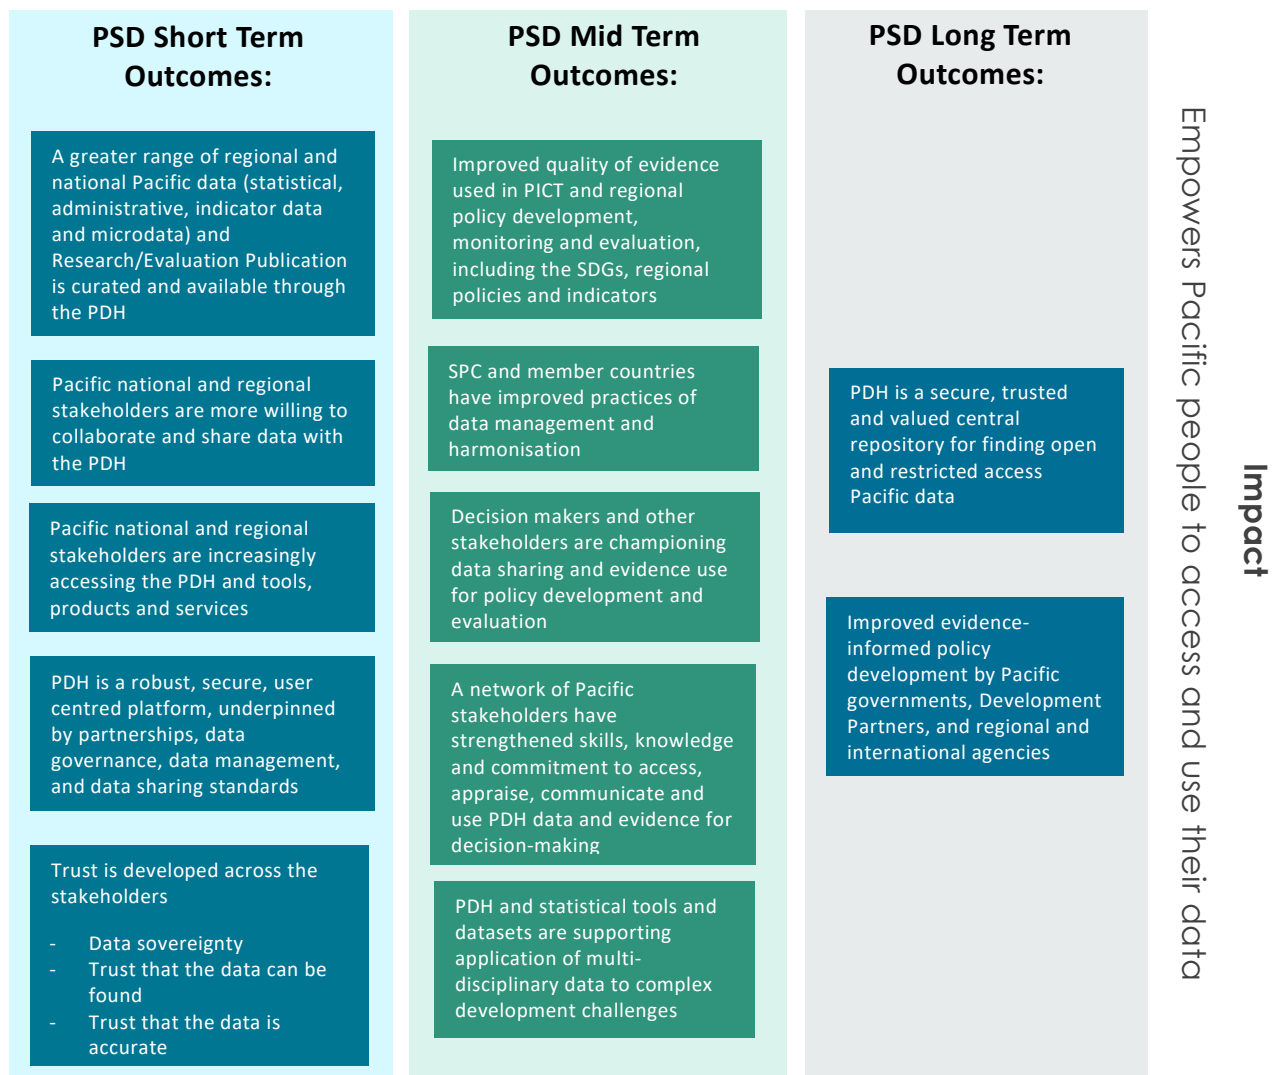 PSD Short Term
Outcomes:
A greater range of regional and
national Pacific data (statistical,
administrative, indicator data
and microdata) and
Research/Evaluation Publication
is curated and available through
the PDH
Pacific national and regional
stakeholders are more willing to
collaborate and share data with
the PDH
Pacific national and regional
stakeholders are increasingly
accessing the PDH and tools,
products and services
PDH is a robust, secure, user
centred platform, underpinned
by partnerships, data
governance, data management,
and data sharing standards
Trust is developed across the
stakeholders
- Data sovereignty
- Trust that the data can be
found
- Trust that the data is
accurate
PSD Mid Term
Outcomes:
Improved quality of evidence
used in PICT and regional
policy development,
monitoring and evaluation,
including the SDGs, regional
policies and indicators
SPC and member countries
have improved practices of
data management and
harmonisation
Decision makers and other
stakeholders are championing
data sharing and evidence use
for policy development and
evaluation
A network of Pacific
stakeholders have
strengthened skills, knowledge
and commitment to access,
appraise, communicate and
use PDH data and evidence for
decision-making
PDH and statistical tools and
datasets are supporting
application of multi-
disciplinary data to complex
development challenges
PSD Long Term
Outcomes:
PDH is a secure, trusted
and valued central
repository for finding open
and restricted access
Pacific data
Improved evidence-
informed policy
development by Pacific
governments, Development
Partners, and regional and
international agencies
Impact
Empowers Pacific people to access and use their data